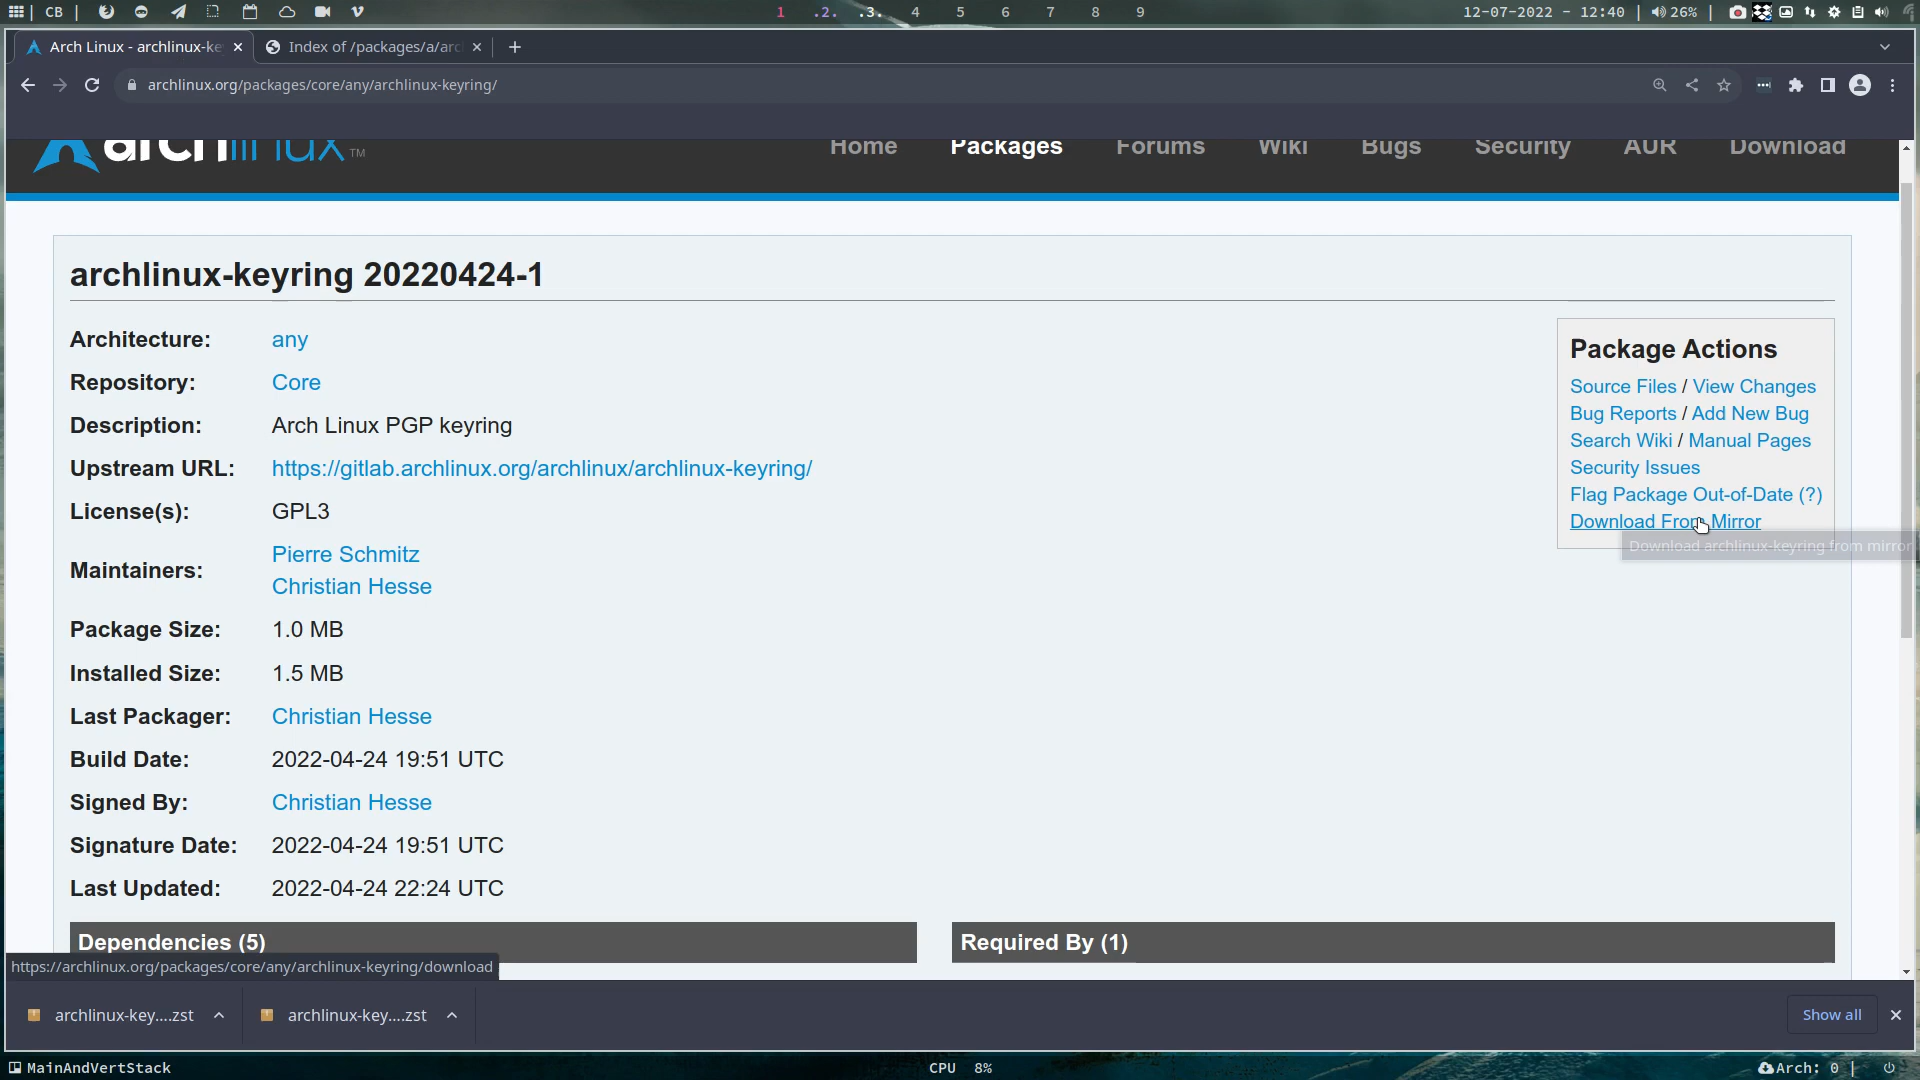 CB
1 .2. .3. 4 5 6 7 8 9
12-07-2022 - 12:40 | 26% |
Arch Linux - archlinux-ke
Index of /packages/a/arc
archlinux.org/packages/core/any/archlinux-keyring/
archlinux TM
Home Packages Forums Wiki Bugs Security AUR Download
archlinux-keyring 20220424-1
Architecture: any
Repository: Core
Description: Arch Linux PGP keyring
Upstream URL: https://gitlab.archlinux.org/archlinux/archlinux-keyring/
License(s): GPL3
Maintainers: Pierre Schmitz
Christian Hesse
Package Size: 1.0 MB
Installed Size: 1.5 MB
Last Packager: Christian Hesse
Build Date: 2022-04-24 19:51 UTC
Signed By: Christian Hesse
Signature Date: 2022-04-24 19:51 UTC
Last Updated: 2022-04-24 22:24 UTC
Package Actions
Source Files / View Changes
Bug Reports / Add New Bug
Search Wiki / Manual Pages
Security Issues
Flag Package Out-of-Date (?)
Download From Mirror
Download archlinux-keyring from mirror
Dependencies (5)
Required By (1)
https://archlinux.org/packages/core/any/archlinux-keyring/download
archlinux-key....zst
archlinux-key....zst
Show all
MainAndVertStack
CPU 8%
Arch: 0 |